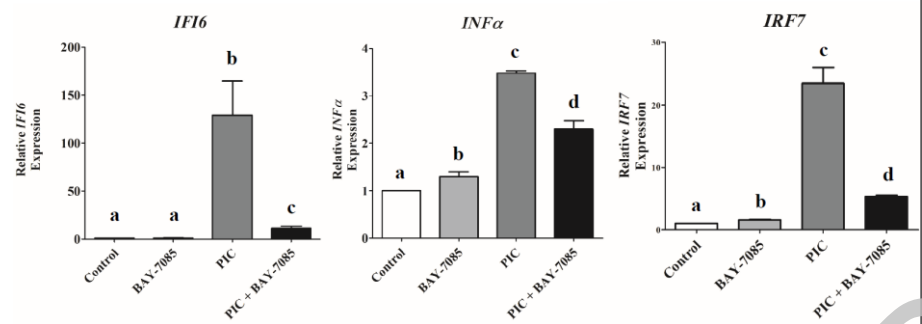 IFI6
Relative IFI6
Expression
200
150
100
50
0
a
a
b
c
Control
BAY-7085
PIC
PIC + BAY-7085
INFα
Relative INFα
Expression
4
3
2
1
0
a
b
c
d
Control
BAY-7085
PIC
PIC + BAY-7085
IRF7
Relative IRF7
Expression
30
20
10
0
a
b
c
d
Control
BAY-7085
PIC
PIC + BAY-7085